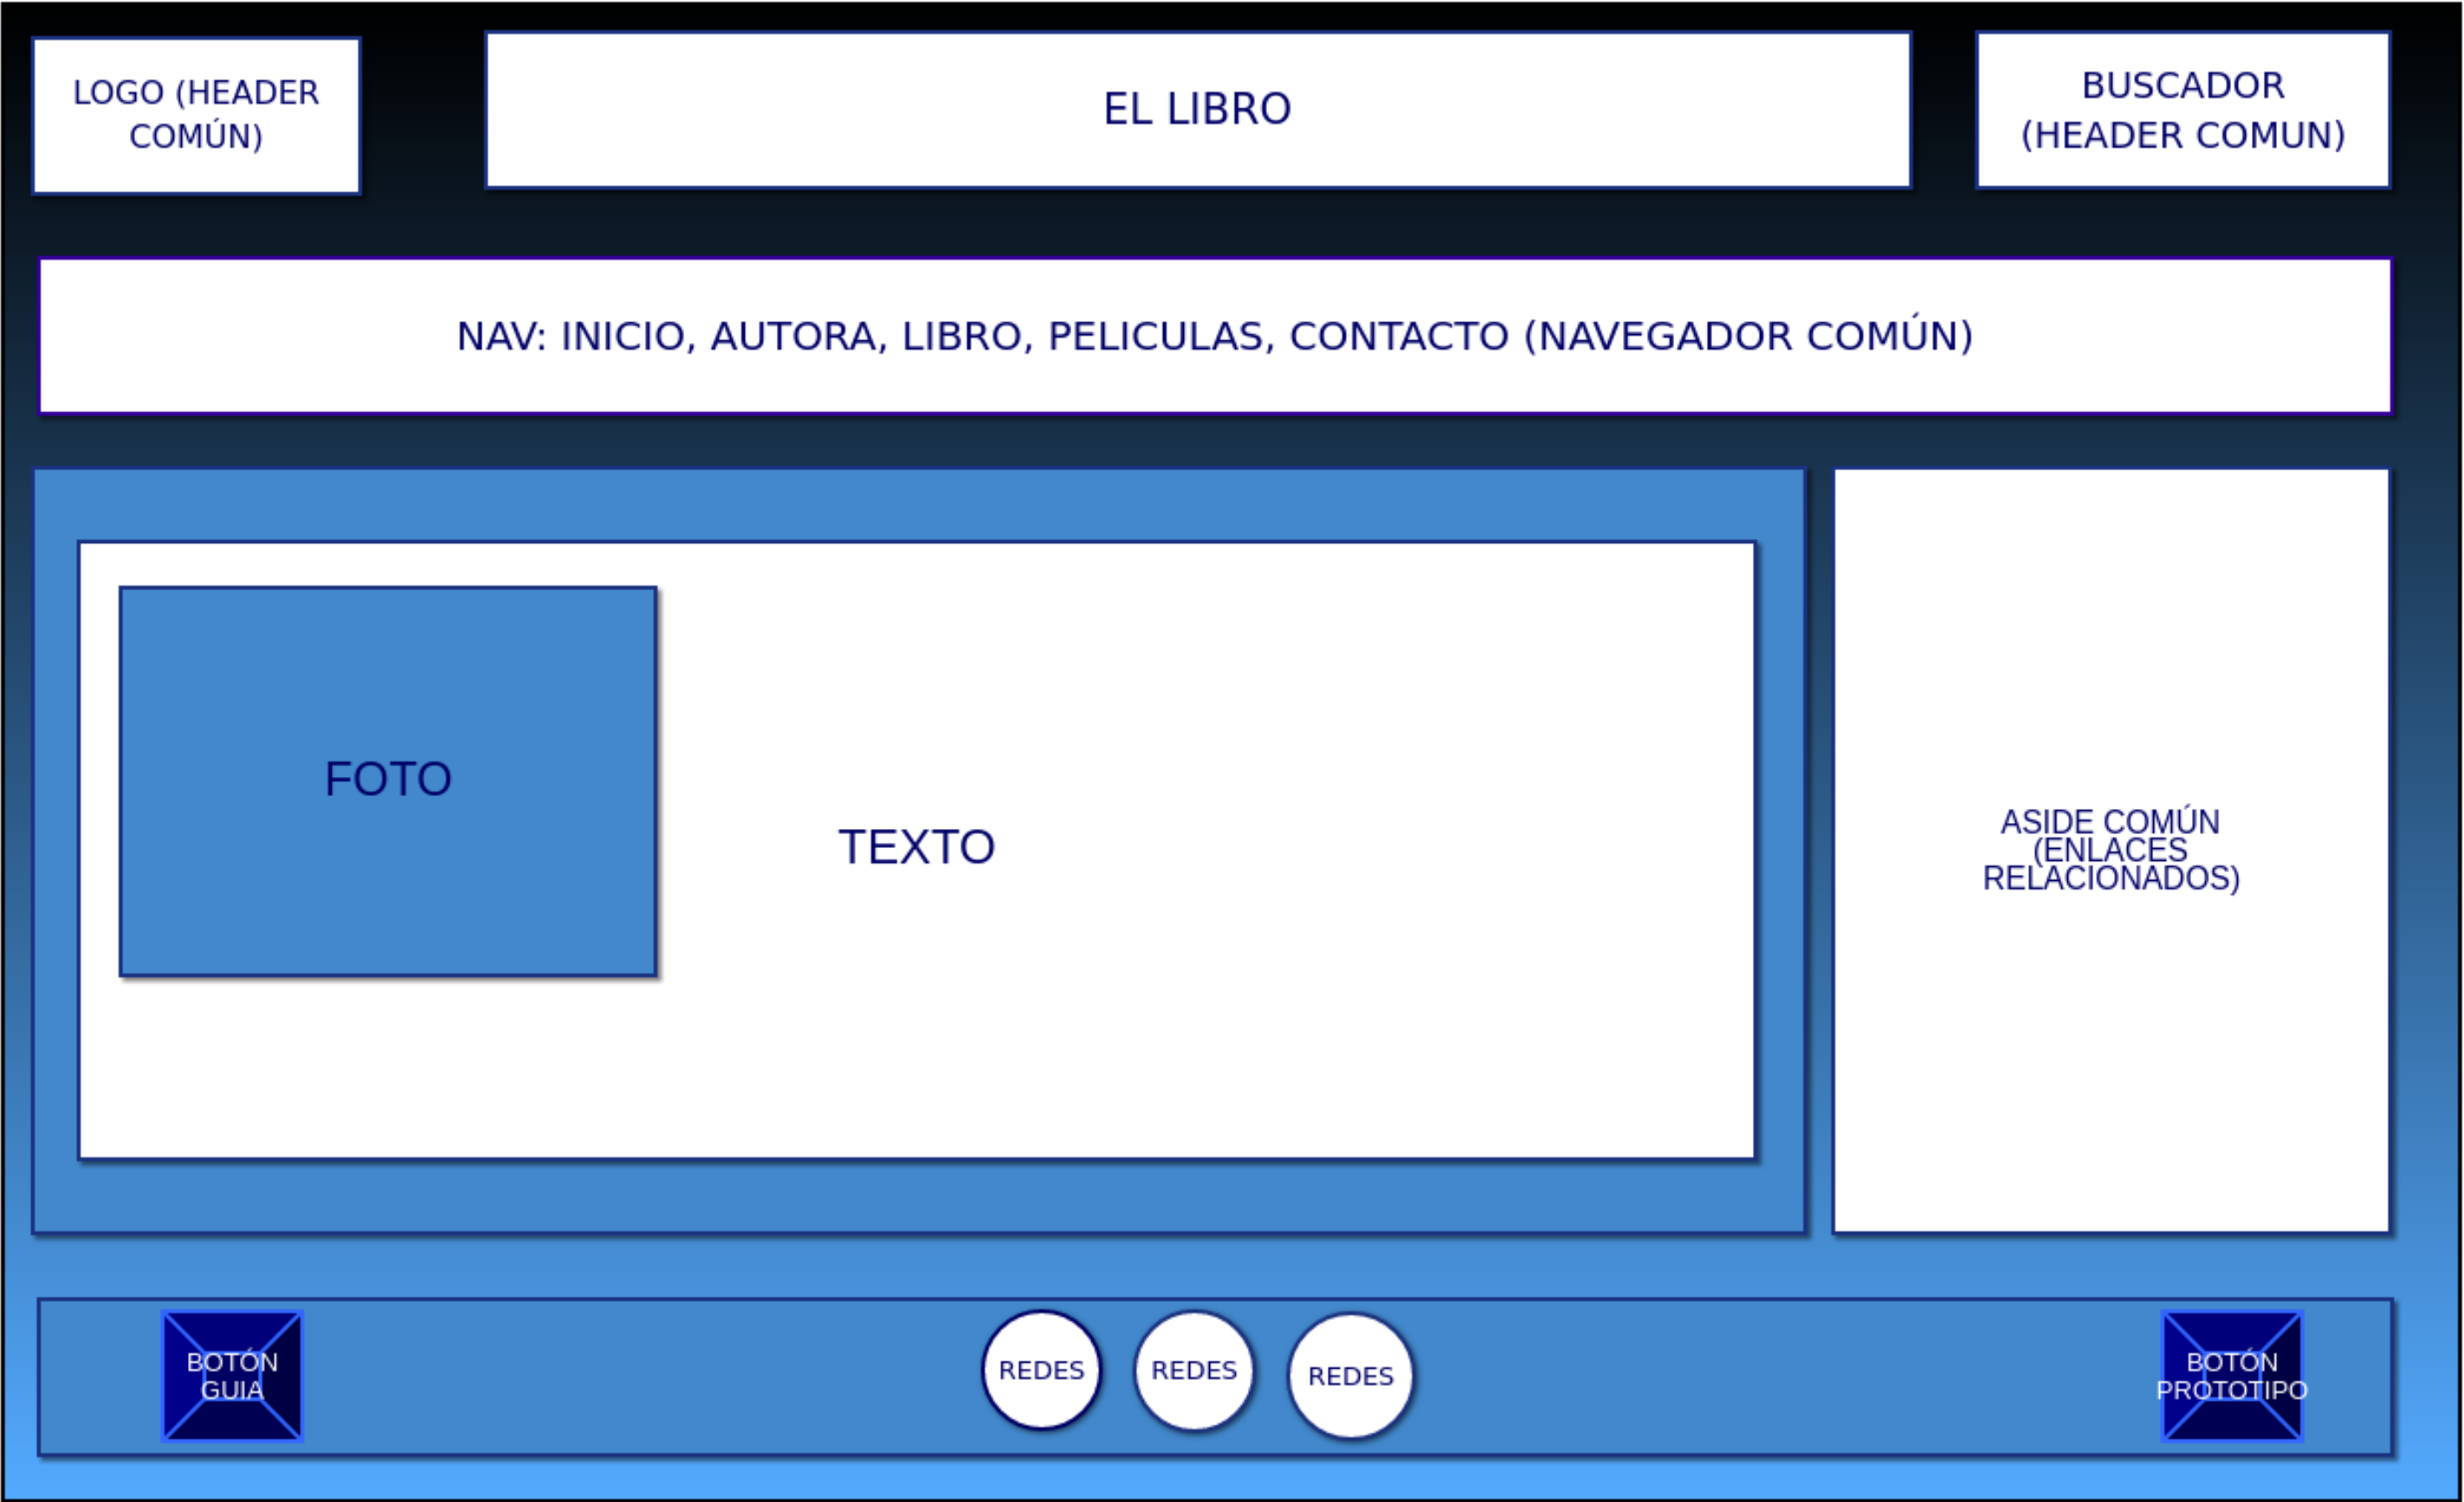 LOGO (HEADER
COMÚN)
EL LIBRO
BUSCADOR
(HEADER COMUN)
NAV: INICIO, AUTORA, LIBRO, PELICULAS, CONTACTO (NAVEGADOR COMÚN)
FOTO
TEXTO
ASIDE COMÚN
(ENLACES
RELACIONADOS)
BOTÓN
GUIA
REDES
REDES
REDES
BOTÓN
PROTOTIPO